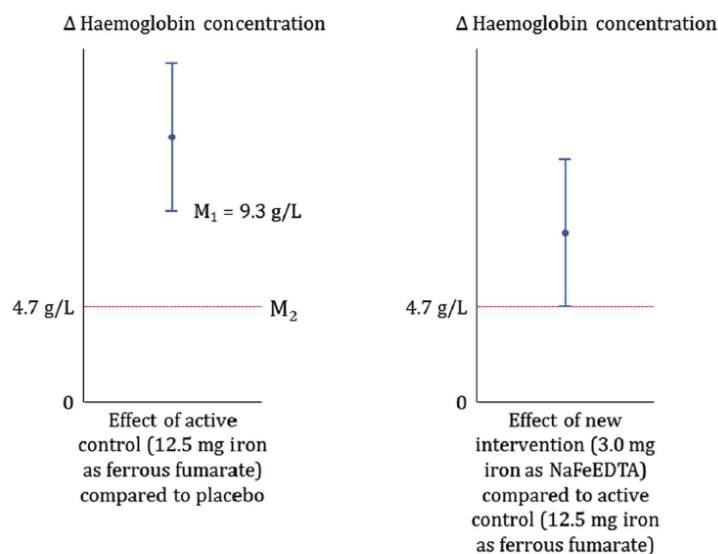 Δ Haemoglobin concentration
M₁ = 9.3 g/L
4.7 g/L
M₂
0
Effect of active
control (12.5 mg iron
as ferrous fumarate)
compared to placebo
Δ Haemoglobin concentration
4.7 g/L
0
Effect of new
intervention (3.0 mg
iron as NaFeEDTA)
compared to active
control (12.5 mg iron
as ferrous fumarate)